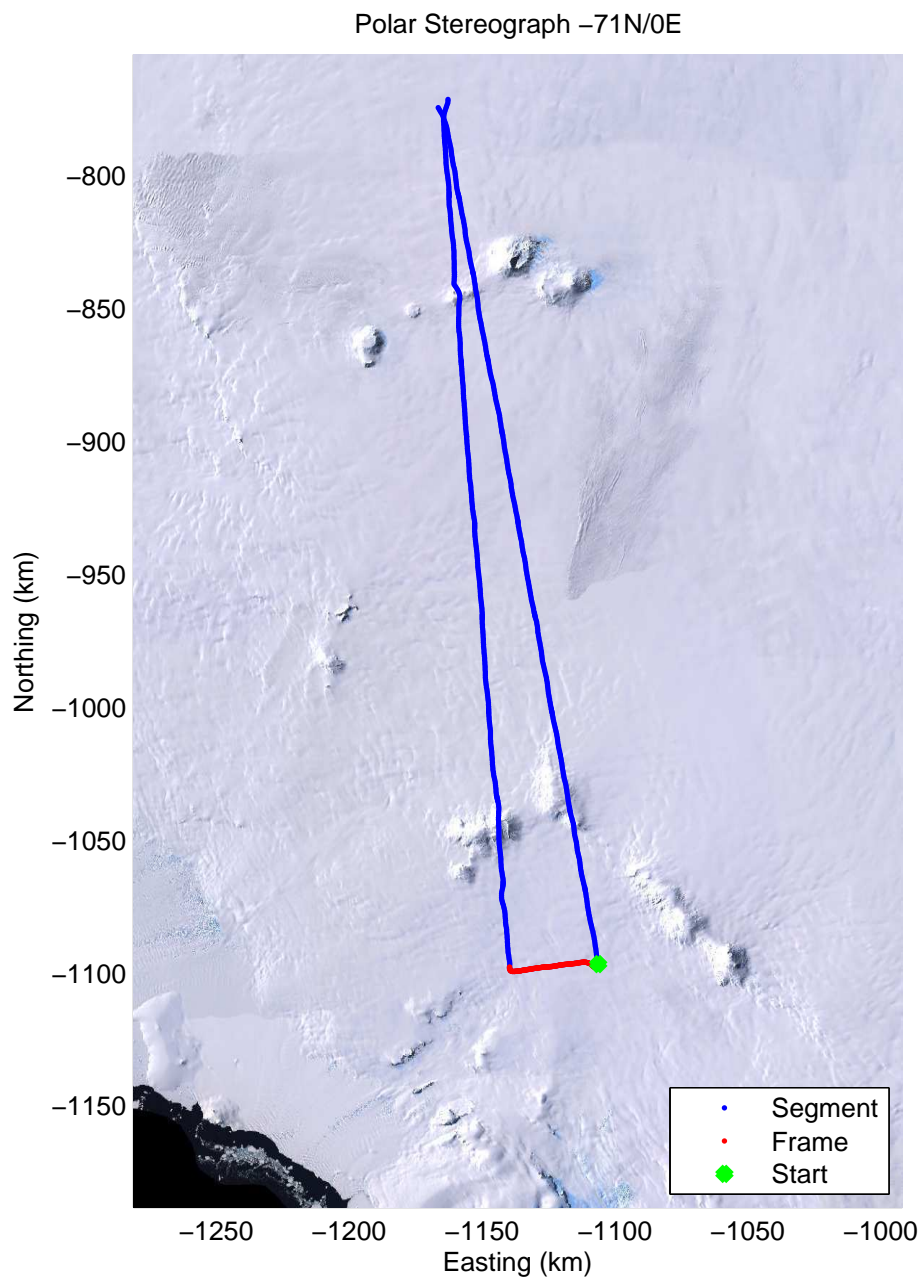 Polar Stereograph −71N/0E
−800
−850
−900
−950
−1000
−1050
−1100
−1150
Northing (km)
−1250 −1200 −1150 −1100 −1050 −1000
Easting (km)
Segment
Frame
Start